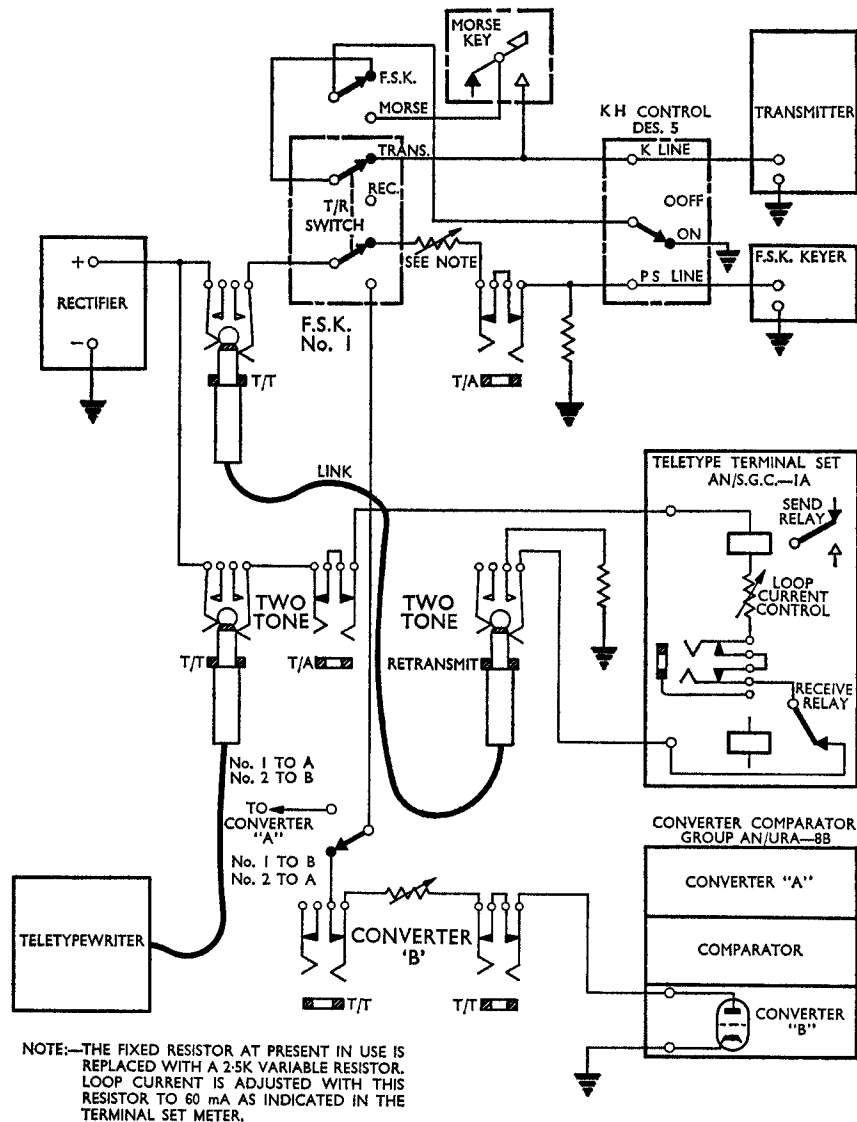 MORSE
KEY
F.S.K.
MORSE
TRANS.
REC.
T/R
SWITCH
F.S.K.
No. 1
KH CONTROL
DES. 5
K LINE
OFF
ON
P S LINE
TRANSMITTER
F.S.K. KEYER
SEE NOTE
+
RECTIFIER
-
T/T
T/A
LINK
TELETYPE TERMINAL SET
AN/S.G.C.—1A
SEND
RELAY
LOOP
CURRENT
CONTROL
RECEIVE
RELAY
TWO
TONE
T/T
T/A
TWO
TONE
RETRANSMIT
No. 1 TO A
No. 2 TO B
TO
CONVERTER
"A"
No. 1 TO B
No. 2 TO A
CONVERTER
'B'
T/T
T/T
TELETYPEWRITER
CONVERTER COMPARATOR
GROUP AN/URA—8B
CONVERTER "A"
COMPARATOR
CONVERTER
"B"
NOTE:—THE FIXED RESISTOR AT PRESENT IN USE IS
REPLACED WITH A 2·5K VARIABLE RESISTOR.
LOOP CURRENT IS ADJUSTED WITH THIS
RESISTOR TO 60 mA AS INDICATED IN THE
TERMINAL SET METER.